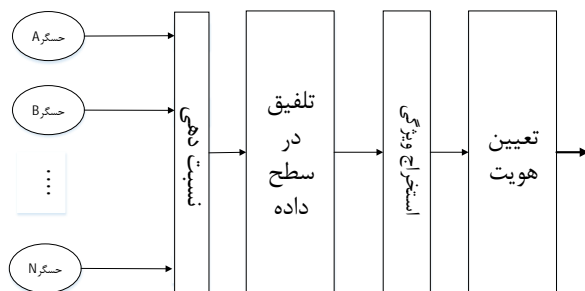 حسگرA
حسگرB
....
حسگرN
نسبت دهی
تلفیق
در
سطح
داده
استخراج ویژگی
تعیین
هویت